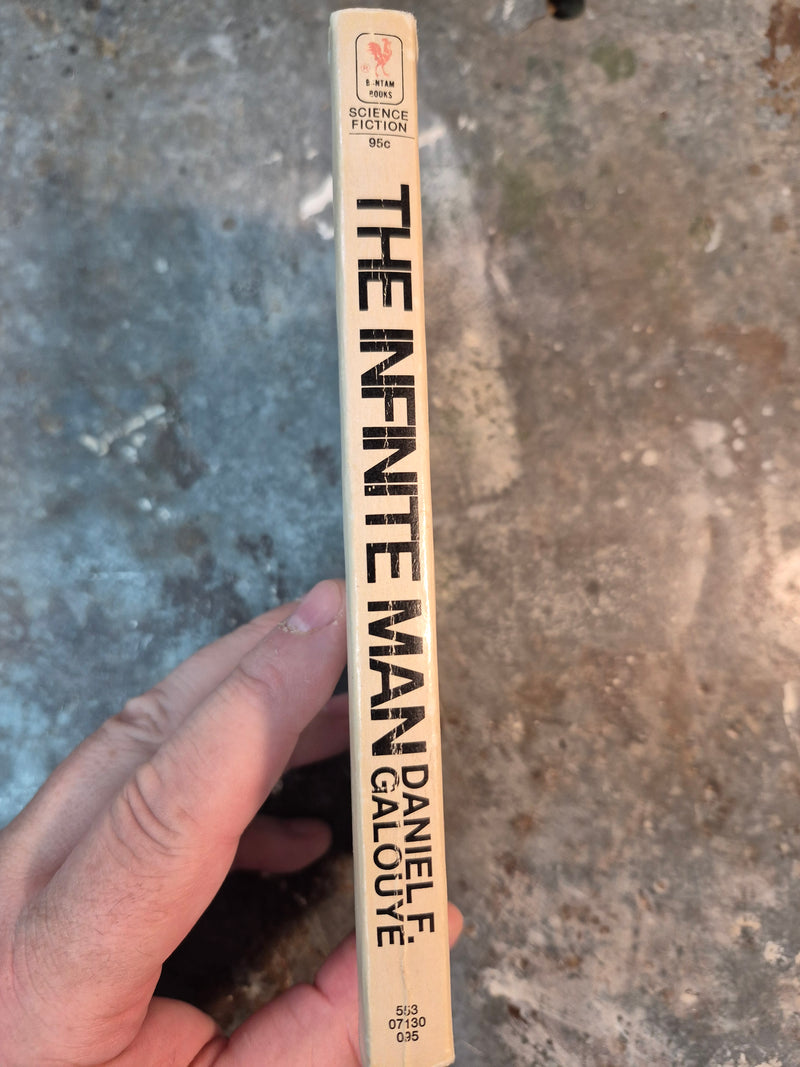 ®
BANTAM
BOOKS
SCIENCE
FICTION
95c
THE INFINITE MAN
DANIEL F.
GALOUYE
553
07130
095